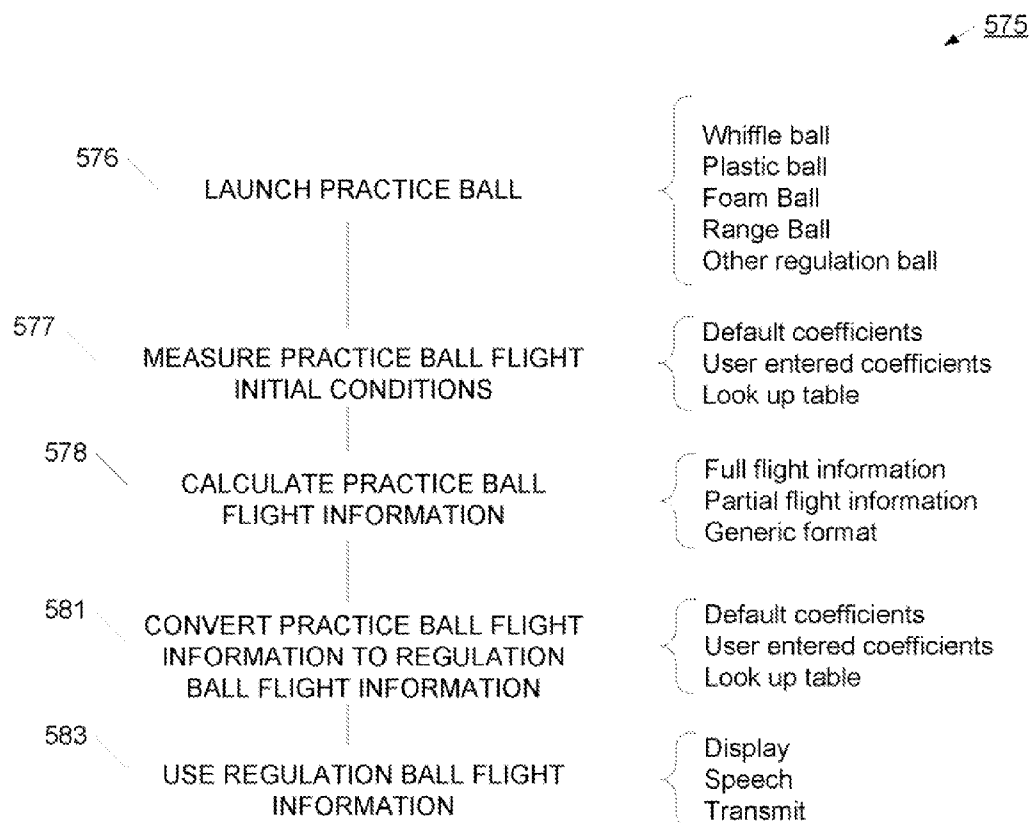 575
576
LAUNCH PRACTICE BALL
Whiffle ball
Plastic ball
Foam Ball
Range Ball
Other regulation ball
577
MEASURE PRACTICE BALL FLIGHT
INITIAL CONDITIONS
Default coefficients
User entered coefficients
Look up table
578
CALCULATE PRACTICE BALL
FLIGHT INFORMATION
Full flight information
Partial flight information
Generic format
581
CONVERT PRACTICE BALL FLIGHT
INFORMATION TO REGULATION
BALL FLIGHT INFORMATION
Default coefficients
User entered coefficients
Look up table
583
USE REGULATION BALL FLIGHT
INFORMATION
Display
Speech
Transmit